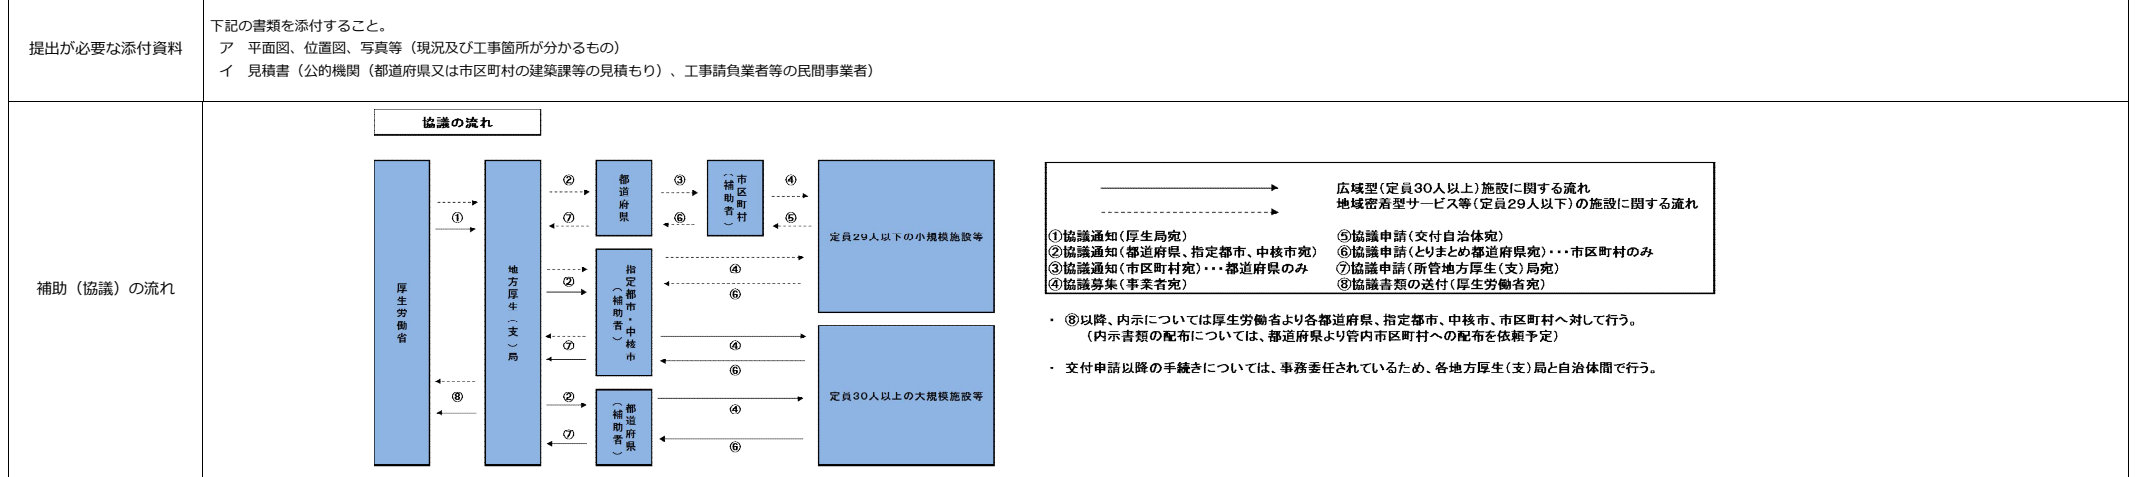 提出が必要な添付資料
下記の書類を添付すること。
ア　平面図、位置図、写真等（現況及び工事箇所が分かるもの）
イ　見積書（公的機関（都道府県又は市区町村の建築課等の見積もり）、工事請負業者等の民間事業者）
補助（協議）の流れ
協議の流れ
厚生労働省
①
⑧
地方厚生（支）局
②
⑦
②
⑦
②
⑦
都道府県
③
⑥
市区町村
（補助者）
④
⑤
指定都市・中核市
（補助者）
④
⑥
④
⑥
都道府県
（補助者）
④
⑥
定員29人以下の小規模施設等
定員30人以上の大規模施設等
広域型（定員30人以上）施設に関する流れ
地域密着型サービス等（定員29人以下）の施設に関する流れ
①協議通知（厚生局宛）
②協議通知（都道府県、指定都市、中核市宛）
③協議通知（市区町村宛）・・・都道府県のみ
④協議募集（事業者宛）
⑤協議申請（交付自治体宛）
⑥協議申請（とりまとめ都道府県宛）・・・市区町村のみ
⑦協議申請（所管地方厚生（支）局宛）
⑧協議書類の送付（厚生労働省宛）
・ ⑧以降、内示については厚生労働省より各都道府県、指定都市、中核市、市区町村へ対して行う。
（内示書類の配布については、都道府県より管内市区町村への配布を依頼予定）
・ 交付申請以降の手続きについては、事務委任されているため、各地方厚生（支）局と自治体間で行う。